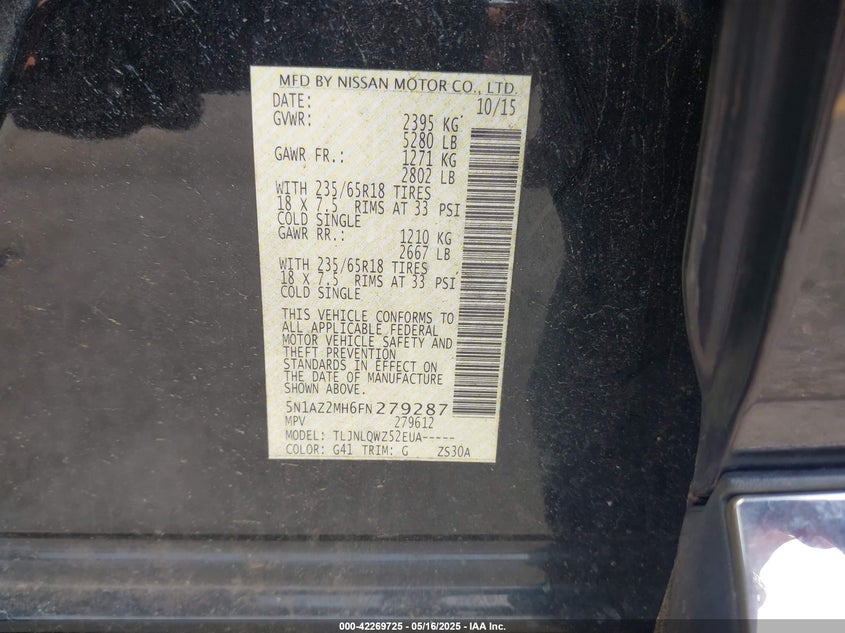 MFD BY NISSAN MOTOR CO., LTD.
DATE: 10/15
GVWR: 2395 KG
5280 LB
GAWR FR.: 1271 KG
2802 LB
WITH 235/65R18 TIRES
18 X 7.5 RIMS AT 33 PSI
COLD SINGLE
GAWR RR.: 1210 KG
2667 LB
WITH 235/65R18 TIRES
18 X 7.5 RIMS AT 33 PSI
COLD SINGLE
THIS VEHICLE CONFORMS TO
ALL APPLICABLE FEDERAL
MOTOR VEHICLE SAFETY AND
THEFT PREVENTION
STANDARDS IN EFFECT ON
THE DATE OF MANUFACTURE
SHOWN ABOVE.
5N1AZ2MH6FN279287
MPV 279612
MODEL: TLJNLQWZ52EUA-----
COLOR: G41 TRIM: G ZS30A
000-42269725 - 05/16/2025 - IAA Inc.